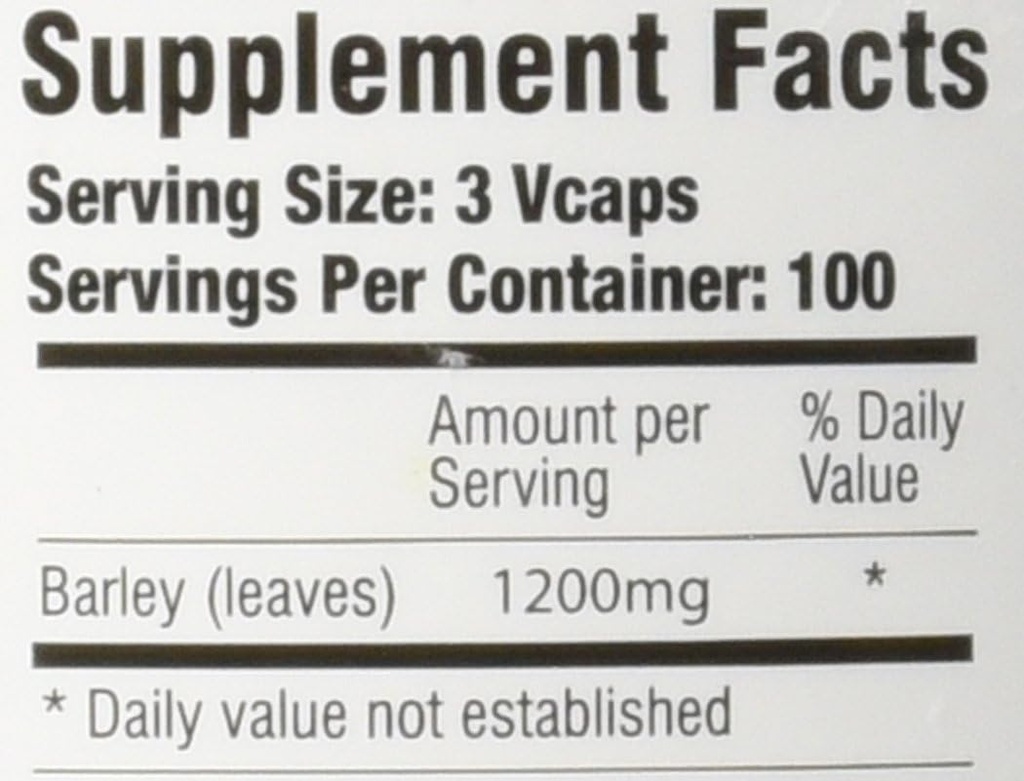 Supplement Facts
Serving Size: 3 Vcaps
Servings Per Container: 100
Amount per Serving % Daily Value
Barley (leaves) 1200mg *
* Daily value not established